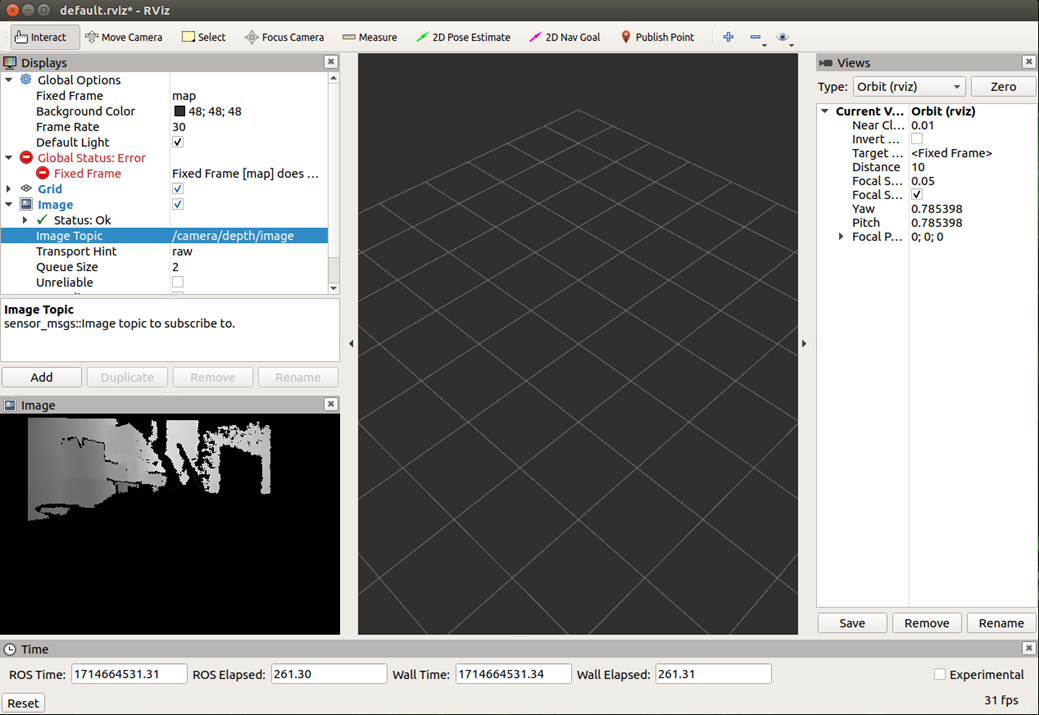 default.rviz* - RViz
Interact Move Camera Select Focus Camera Measure 2D Pose Estimate 2D Nav Goal Publish Point
Displays
Global Options
Fixed Frame map
Background Color 48; 48; 48
Frame Rate 30
Default Light
Global Status: Error
Fixed Frame Fixed Frame [map] does ...
Grid
Image
Status: Ok
Image Topic /camera/depth/image
Transport Hint raw
Queue Size 2
Unreliable
Image Topic
sensor_msgs::Image topic to subscribe to.
Add Duplicate Remove Rename
Image
Views
Type: Orbit (rviz) Zero
Current V... Orbit (rviz)
Near Cl... 0.01
Invert ...
Target ... <Fixed Frame>
Distance 10
Focal S... 0.05
Focal S...
Yaw 0.785398
Pitch 0.785398
Focal P... 0; 0; 0
Save Remove Rename
Time
ROS Time: 1714664531.31 ROS Elapsed: 261.30 Wall Time: 1714664531.34 Wall Elapsed: 261.31 Experimental
Reset 31 fps